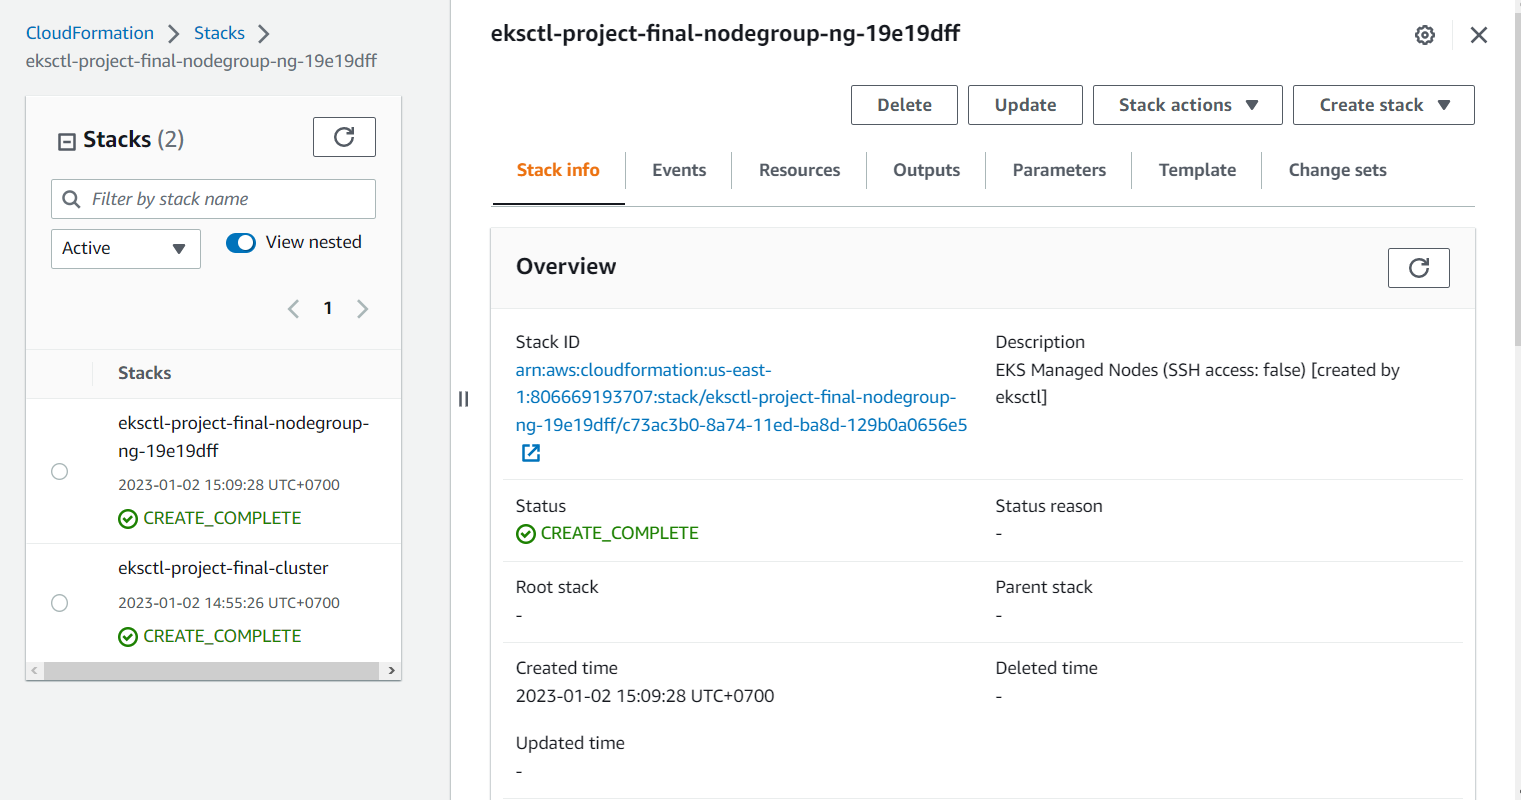 CloudFormation
Stacks
eksctl-project-final-nodegroup-ng-19e19dff
Stacks (2)
Filter by stack name
Active
View nested
1
Stacks
eksctl-project-final-nodegroup-
ng-19e19dff
2023-01-02 15:09:28 UTC+0700
CREATE_COMPLETE
eksctl-project-final-cluster
2023-01-02 14:55:26 UTC+0700
CREATE_COMPLETE
eksctl-project-final-nodegroup-ng-19e19dff
Delete
Update
Stack actions
Create stack
Stack info
Events
Resources
Outputs
Parameters
Template
Change sets
Overview
Stack ID
arn:aws:cloudformation:us-east-
1:806669193707:stack/eksctl-project-final-nodegroup-
ng-19e19dff/c73ac3b0-8a74-11ed-ba8d-129b0a0656e5
Description
EKS Managed Nodes (SSH access: false) [created by
eksctl]
Status
CREATE_COMPLETE
Status reason
-
Root stack
-
Parent stack
-
Created time
2023-01-02 15:09:28 UTC+0700
Deleted time
-
Updated time
-